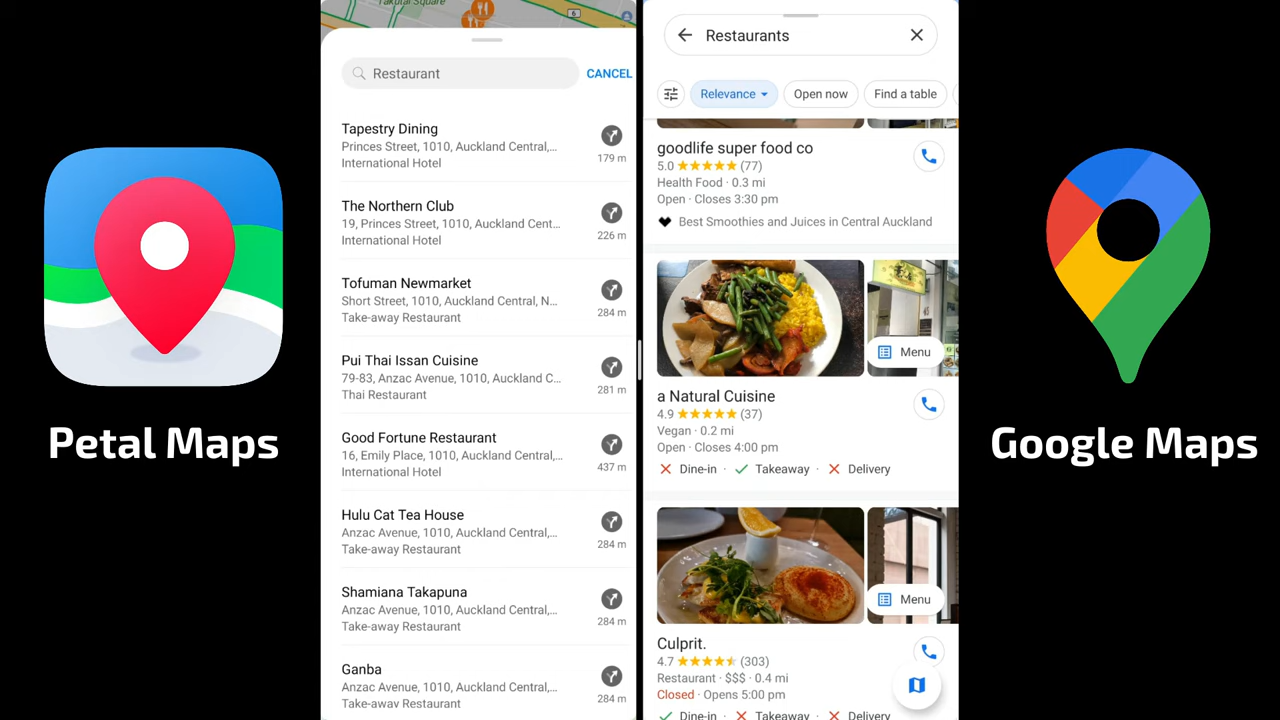 Petal Maps
Takutai Square
6
Restaurant
CANCEL
Tapestry Dining
Princes Street, 1010, Auckland Central,...
International Hotel
179 m
The Northern Club
19, Princes Street, 1010, Auckland Cent...
International Hotel
226 m
Tofuman Newmarket
Short Street, 1010, Auckland Central, N...
Take-away Restaurant
284 m
Pui Thai Issan Cuisine
79-83, Anzac Avenue, 1010, Auckland C...
Thai Restaurant
281 m
Good Fortune Restaurant
16, Emily Place, 1010, Auckland Central,...
International Hotel
437 m
Hulu Cat Tea House
Anzac Avenue, 1010, Auckland Central,...
Take-away Restaurant
284 m
Shamiana Takapuna
Anzac Avenue, 1010, Auckland Central,...
Take-away Restaurant
284 m
Ganba
Anzac Avenue, 1010, Auckland Central,...
Take-away Restaurant
284 m
Restaurants
Relevance
Open now
Find a table
goodlife super food co
5.0 (77)
Health Food · 0.3 mi
Open · Closes 3:30 pm
Best Smoothies and Juices in Central Auckland
Menu
a Natural Cuisine
4.9 (37)
Vegan · 0.2 mi
Open · Closes 4:00 pm
Dine-in · Takeaway · Delivery
Menu
Culprit.
4.7 (303)
Restaurant · $$$ · 0.4 mi
Closed · Opens 5:00 pm
Dine-in · Takeaway · Delivery
Google Maps